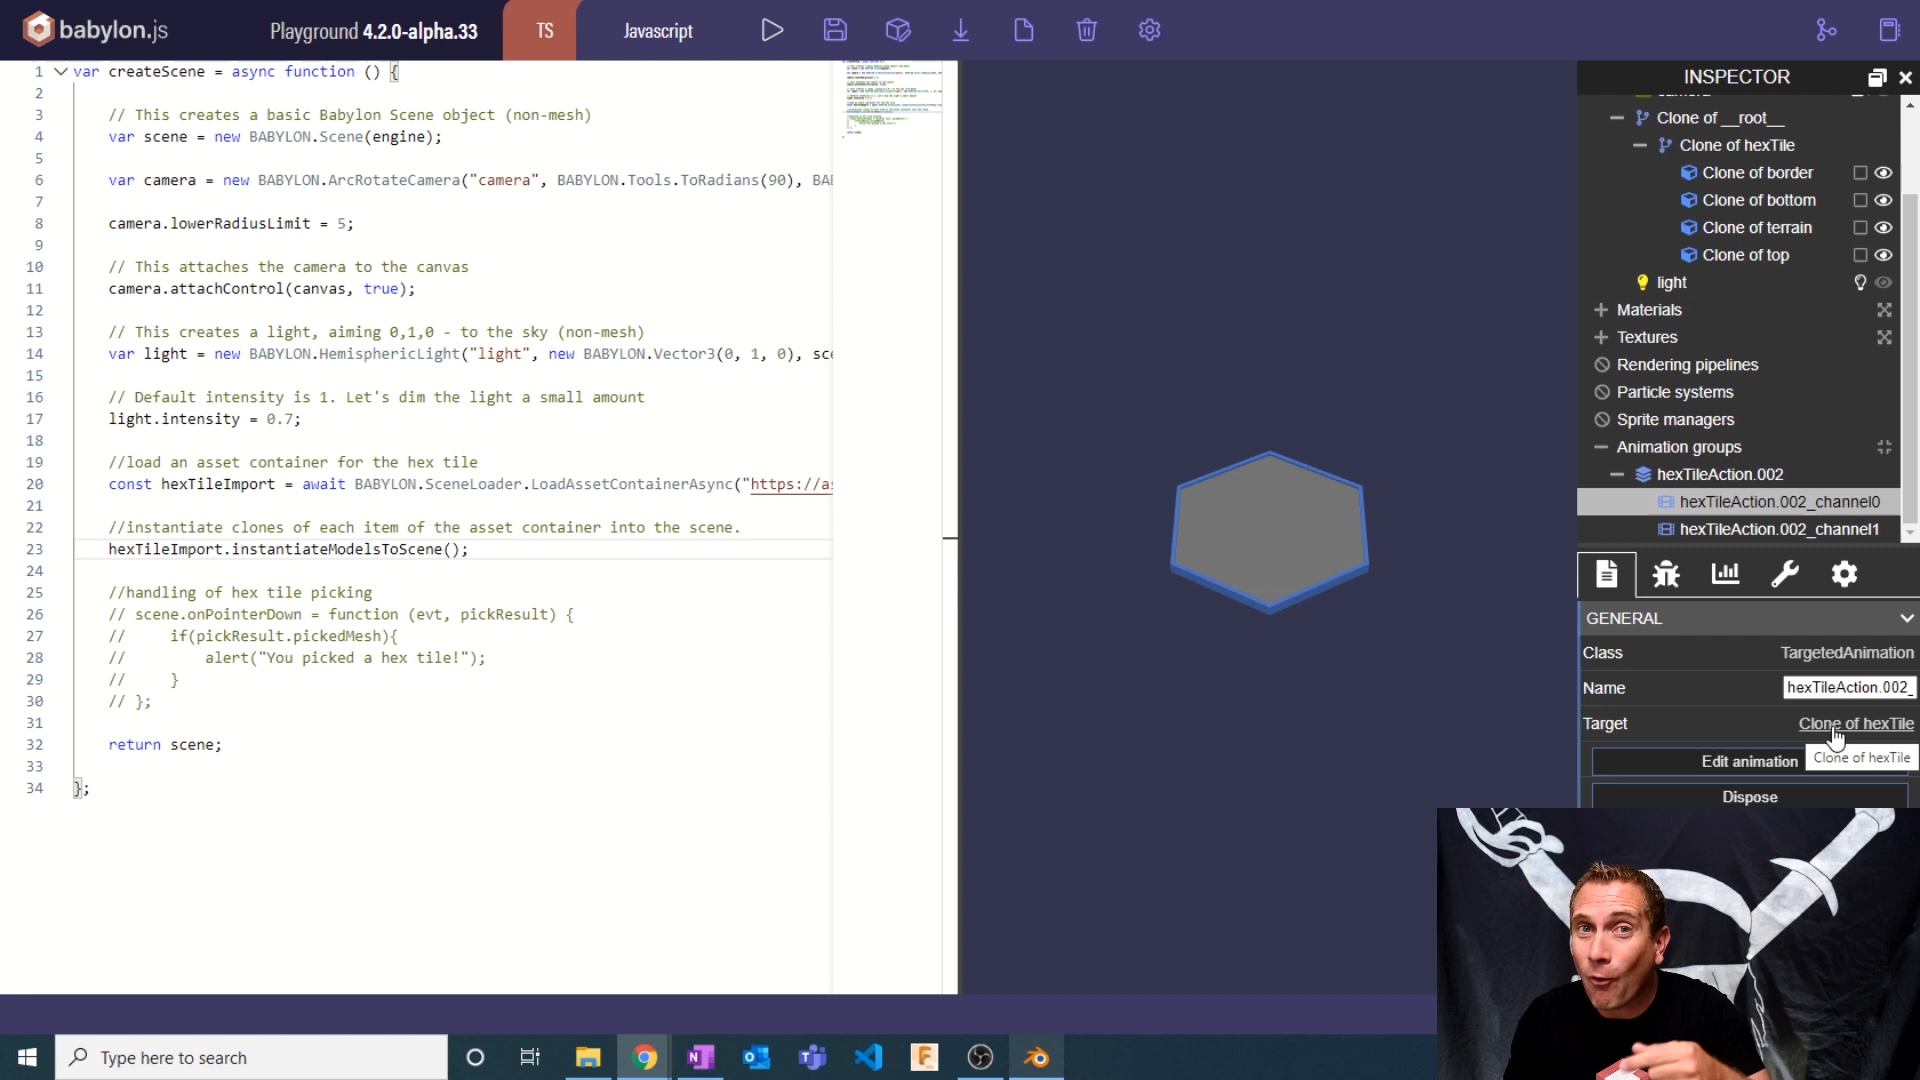 babylon.js
Playground 4.2.0-alpha.33
TS
Javascript
1 var createScene = async function () {
2
3 // This creates a basic Babylon Scene object (non-mesh)
4 var scene = new BABYLON.Scene(engine);
5
6 var camera = new BABYLON.ArcRotateCamera("camera", BABYLON.Tools.ToRadians(90), BA
7
8 camera.lowerRadiusLimit = 5;
9
10 // This attaches the camera to the canvas
11 camera.attachControl(canvas, true);
12
13 // This creates a light, aiming 0,1,0 - to the sky (non-mesh)
14 var light = new BABYLON.HemisphericLight("light", new BABYLON.Vector3(0, 1, 0), sc
15
16 // Default intensity is 1. Let's dim the light a small amount
17 light.intensity = 0.7;
18
19 //load an asset container for the hex tile
20 const hexTileImport = await BABYLON.SceneLoader.LoadAssetContainerAsync("https://a
21
22 //instantiate clones of each item of the asset container into the scene.
23 hexTileImport.instantiateModelsToScene();
24
25 //handling of hex tile picking
26 // scene.onPointerDown = function (evt, pickResult) {
27 // if(pickResult.pickedMesh){
28 // alert("You picked a hex tile!");
29 // }
30 // };
31
32 return scene;
33
34 };
INSPECTOR
Clone of __root__
Clone of hexTile
Clone of border
Clone of bottom
Clone of terrain
Clone of top
light
Materials
Textures
Rendering pipelines
Particle systems
Sprite managers
Animation groups
hexTileAction.002
hexTileAction.002_channel0
hexTileAction.002_channel1
GENERAL
Class TargetedAnimation
Name hexTileAction.002_
Target Clone of hexTile
Edit animation
Clone of hexTile
Dispose
Type here to search